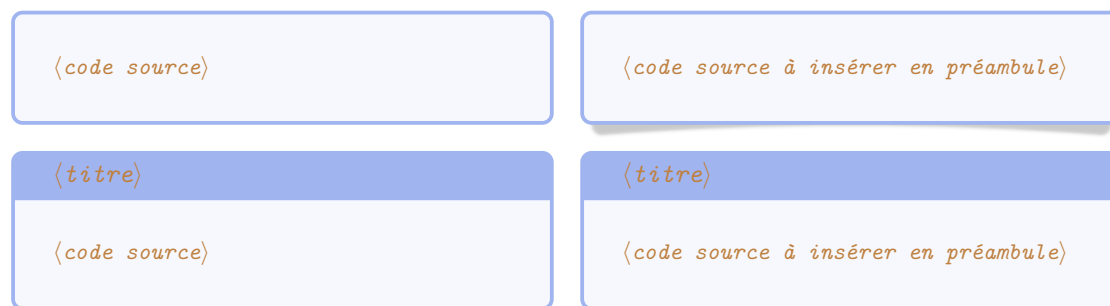 ⟨code source⟩
⟨code source à insérer en préambule⟩
⟨titre⟩
⟨titre⟩
⟨code source⟩
⟨code source à insérer en préambule⟩